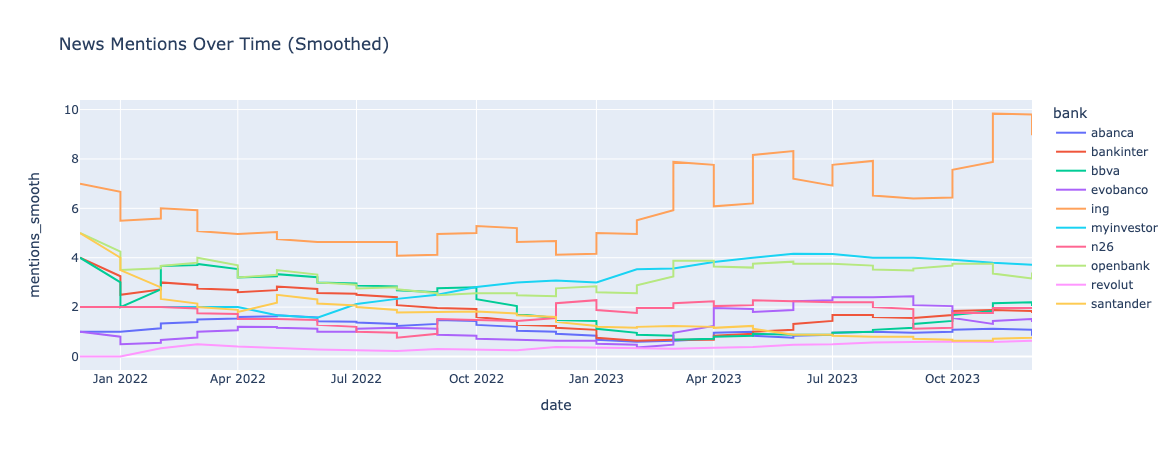 News Mentions Over Time (Smoothed)
mentions_smooth
10
8
6
4
2
0
Jan 2022
Apr 2022
Jul 2022
Oct 2022
Jan 2023
Apr 2023
Jul 2023
Oct 2023
date
bank
abanca
bankinter
bbva
evobanco
ing
myinvestor
n26
openbank
revolut
santander